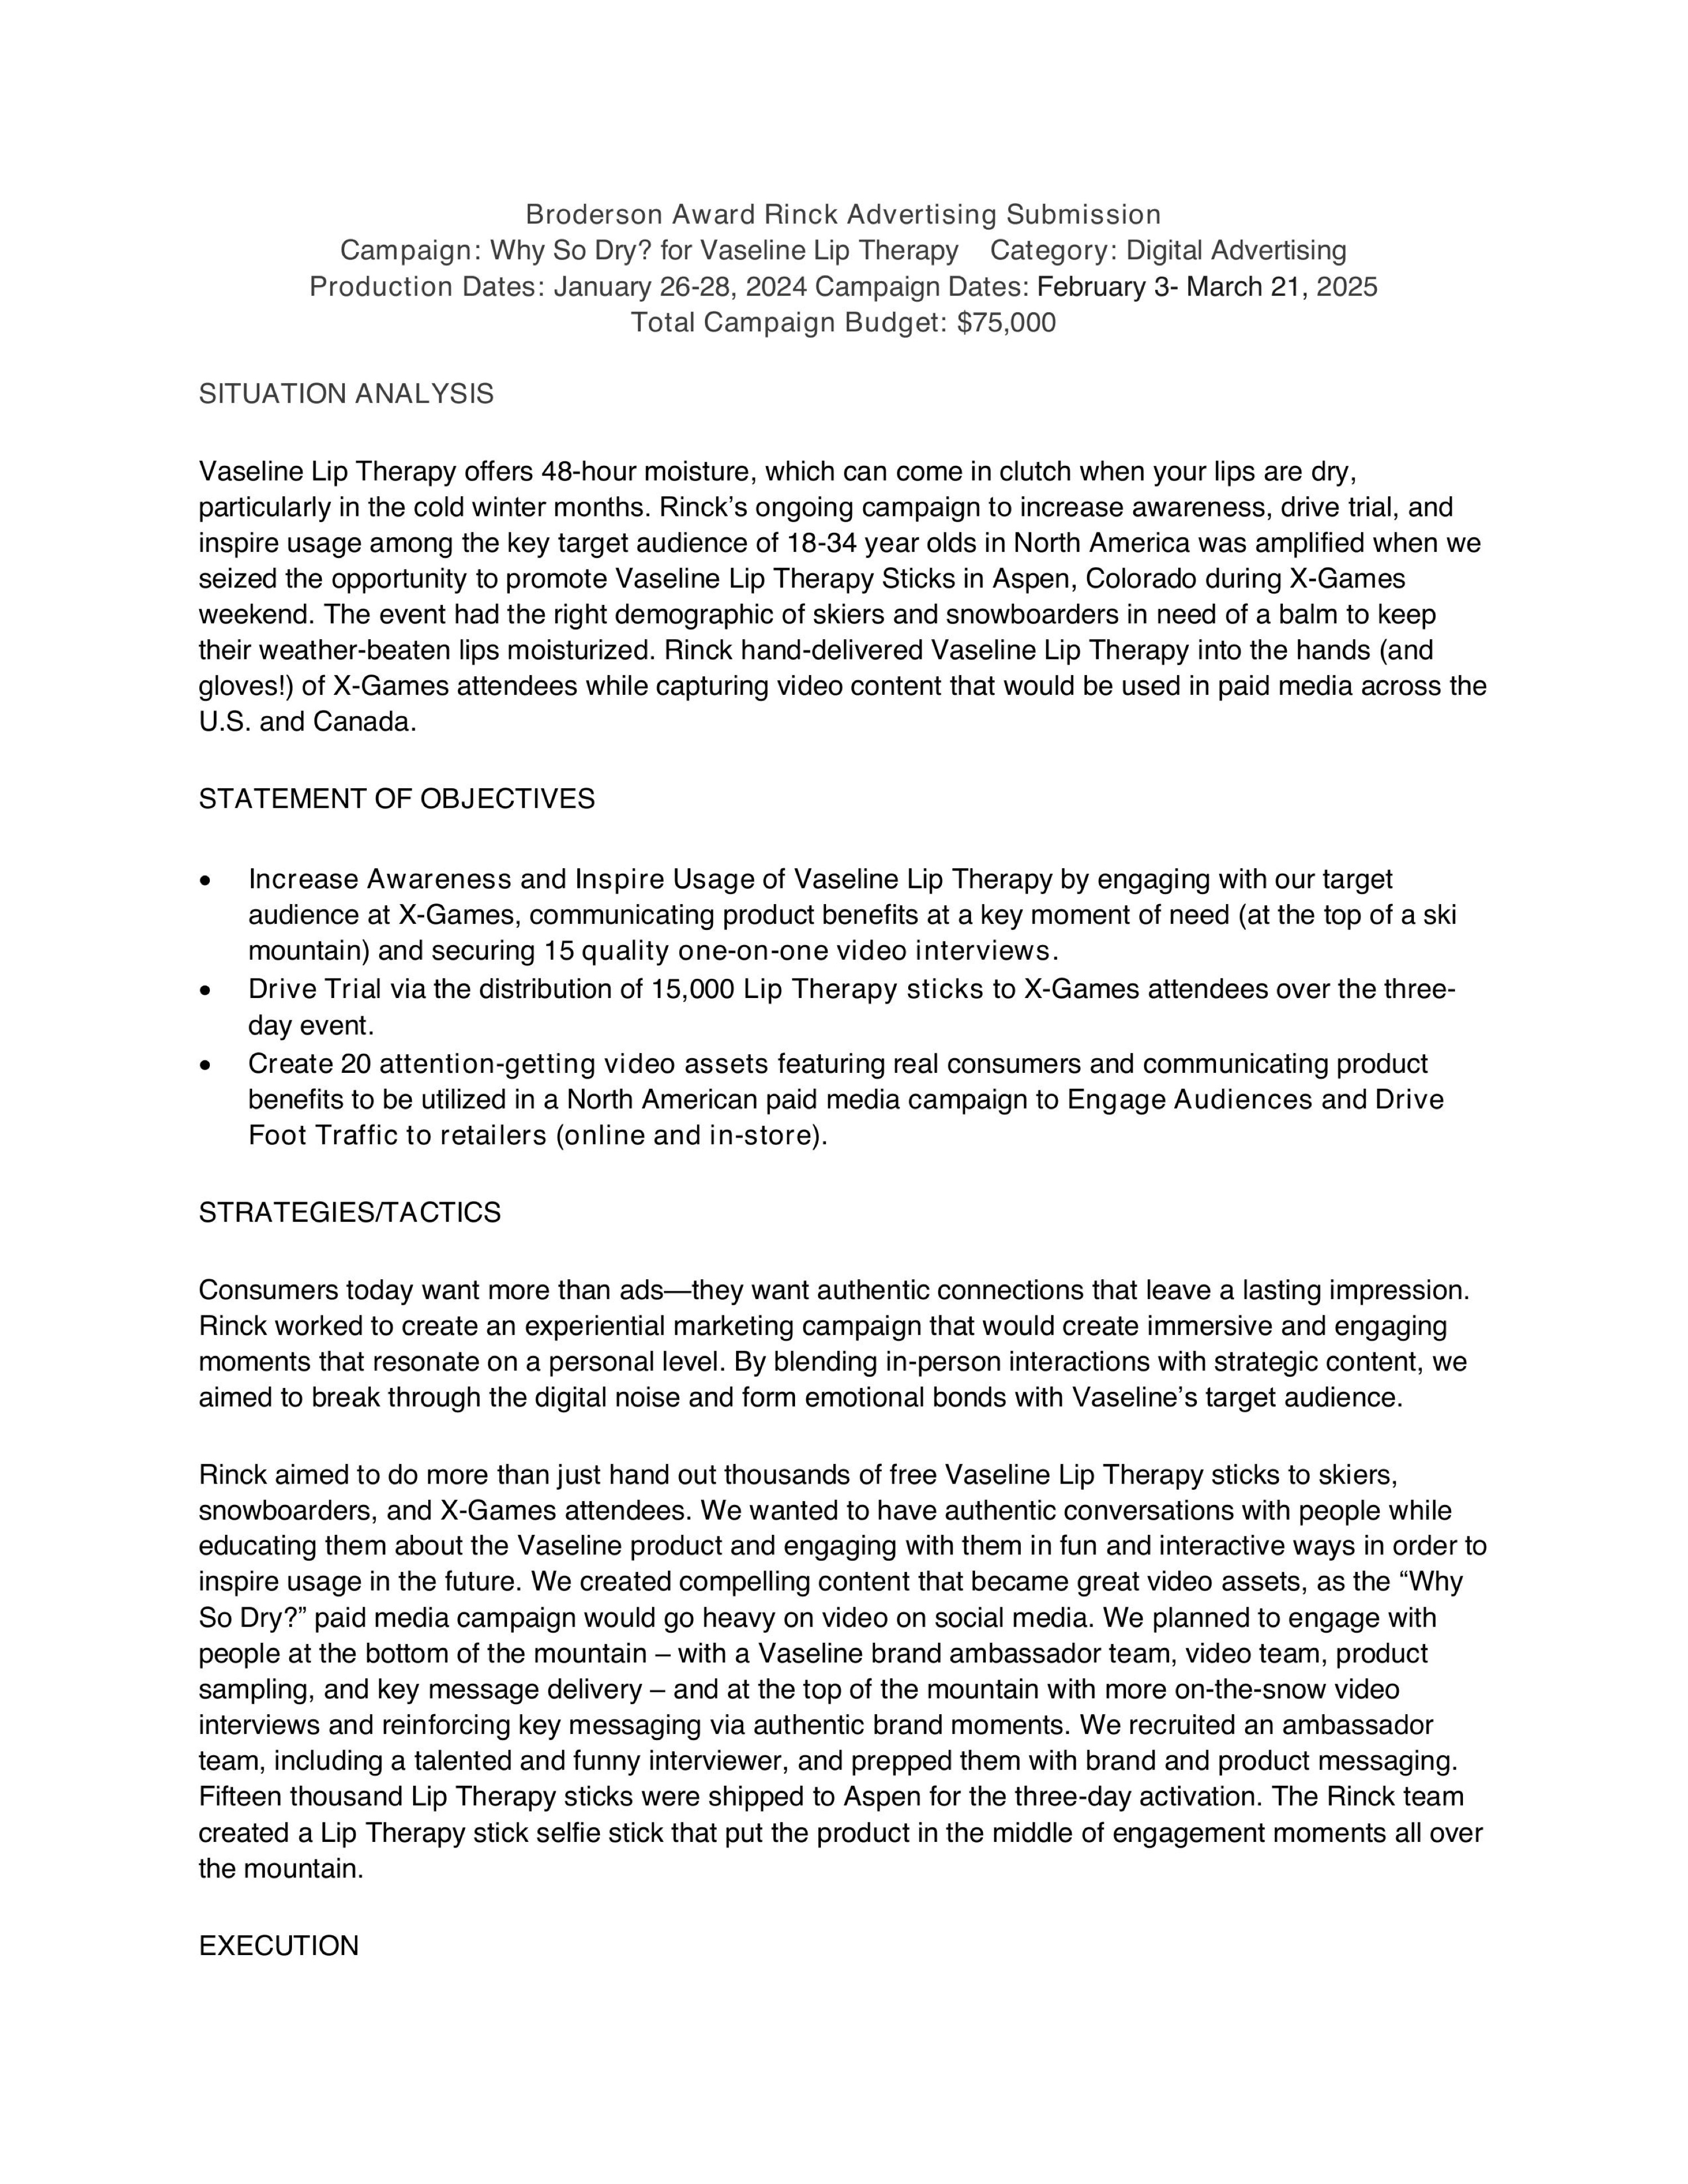 Broderson Award Rinck Advertising Submission
Campaign: Why So Dry? for Vaseline Lip Therapy Category: Digital Advertising
Production Dates: January 26-28, 2024 Campaign Dates: February 3- March 21, 2025
Total Campaign Budget: $75,000
SITUATION ANALYSIS
Vaseline Lip Therapy offers 48-hour moisture, which can come in clutch when your lips are dry,
particularly in the cold winter months. Rinck’s ongoing campaign to increase awareness, drive trial, and
inspire usage among the key target audience of 18-34 year olds in North America was amplified when we
seized the opportunity to promote Vaseline Lip Therapy Sticks in Aspen, Colorado during X-Games
weekend. The event had the right demographic of skiers and snowboarders in need of a balm to keep
their weather-beaten lips moisturized. Rinck hand-delivered Vaseline Lip Therapy into the hands (and
gloves!) of X-Games attendees while capturing video content that would be used in paid media across the
U.S. and Canada.
STATEMENT OF OBJECTIVES
• Increase Awareness and Inspire Usage of Vaseline Lip Therapy by engaging with our target
audience at X-Games, communicating product benefits at a key moment of need (at the top of a ski
mountain) and securing 15 quality one-on-one video interviews.
• Drive Trial via the distribution of 15,000 Lip Therapy sticks to X-Games attendees over the three-
day event.
• Create 20 attention-getting video assets featuring real consumers and communicating product
benefits to be utilized in a North American paid media campaign to Engage Audiences and Drive
Foot Traffic to retailers (online and in-store).
STRATEGIES/TACTICS
Consumers today want more than ads—they want authentic connections that leave a lasting impression.
Rinck worked to create an experiential marketing campaign that would create immersive and engaging
moments that resonate on a personal level. By blending in-person interactions with strategic content, we
aimed to break through the digital noise and form emotional bonds with Vaseline’s target audience.
Rinck aimed to do more than just hand out thousands of free Vaseline Lip Therapy sticks to skiers,
snowboarders, and X-Games attendees. We wanted to have authentic conversations with people while
educating them about the Vaseline product and engaging with them in fun and interactive ways in order to
inspire usage in the future. We created compelling content that became great video assets, as the “Why
So Dry?” paid media campaign would go heavy on video on social media. We planned to engage with
people at the bottom of the mountain – with a Vaseline brand ambassador team, video team, product
sampling, and key message delivery – and at the top of the mountain with more on-the-snow video
interviews and reinforcing key messaging via authentic brand moments. We recruited an ambassador
team, including a talented and funny interviewer, and prepped them with brand and product messaging.
Fifteen thousand Lip Therapy sticks were shipped to Aspen for the three-day activation. The Rinck team
created a Lip Therapy stick selfie stick that put the product in the middle of engagement moments all over
the mountain.
EXECUTION